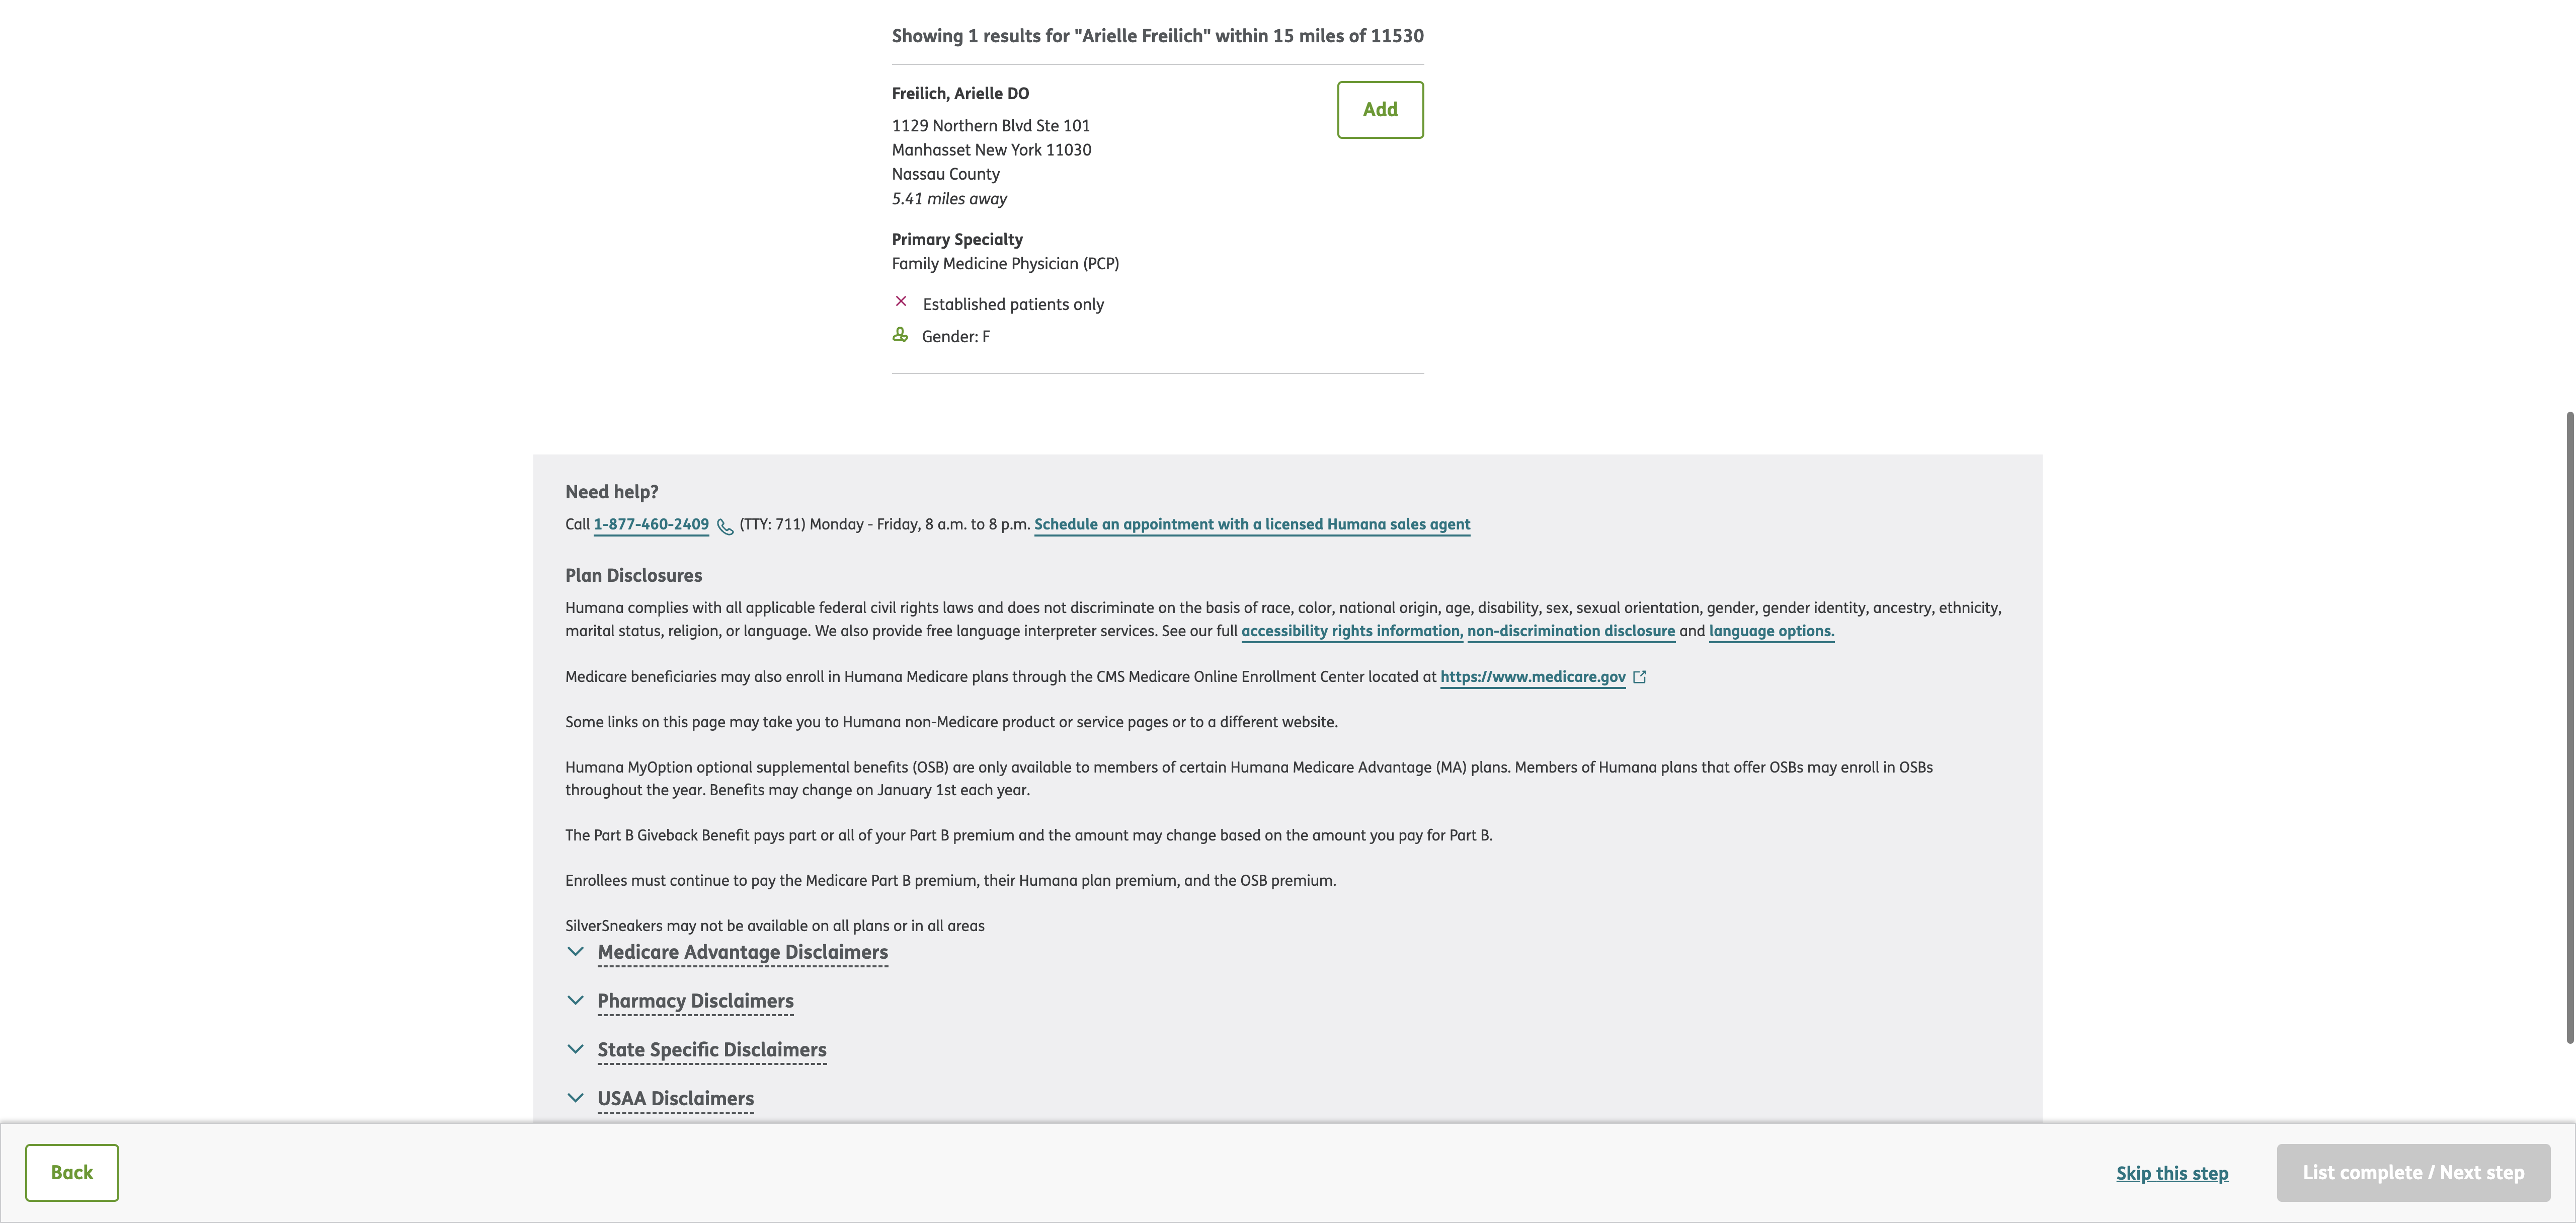 Showing 1 results for "Arielle Freilich" within 15 miles of 11530
Freilich, Arielle DO
Add
1129 Northern Blvd Ste 101
Manhasset New York 11030
Nassau County
5.41 miles away
Primary Specialty
Family Medicine Physician (PCP)
Established patients only
Gender: F
Need help?
Call 1-877-460-2409 (TTY: 711) Monday - Friday, 8 a.m. to 8 p.m. Schedule an appointment with a licensed Humana sales agent
Plan Disclosures
Humana complies with all applicable federal civil rights laws and does not discriminate on the basis of race, color, national origin, age, disability, sex, sexual orientation, gender, gender identity, ancestry, ethnicity,
marital status, religion, or language. We also provide free language interpreter services. See our full accessibility rights information, non-discrimination disclosure and language options.
Medicare beneficiaries may also enroll in Humana Medicare plans through the CMS Medicare Online Enrollment Center located at https://www.medicare.gov
Some links on this page may take you to Humana non-Medicare product or service pages or to a different website.
Humana MyOption optional supplemental benefits (OSB) are only available to members of certain Humana Medicare Advantage (MA) plans. Members of Humana plans that offer OSBs may enroll in OSBs
throughout the year. Benefits may change on January 1st each year.
The Part B Giveback Benefit pays part or all of your Part B premium and the amount may change based on the amount you pay for Part B.
Enrollees must continue to pay the Medicare Part B premium, their Humana plan premium, and the OSB premium.
SilverSneakers may not be available on all plans or in all areas
Medicare Advantage Disclaimers
Pharmacy Disclaimers
State Specific Disclaimers
USAA Disclaimers
Back
Skip this step
List complete / Next step